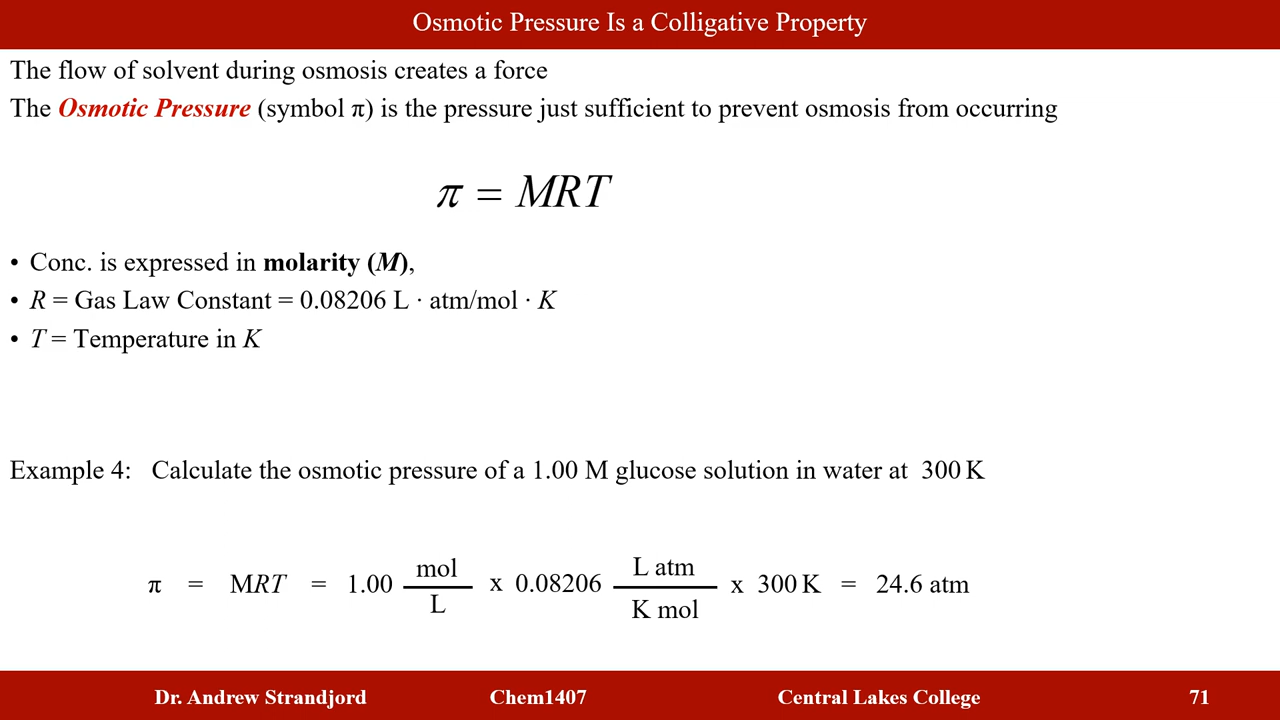 Osmotic Pressure Is a Colligative Property
The flow of solvent during osmosis creates a force
The Osmotic Pressure (symbol π) is the pressure just sufficient to prevent osmosis from occurring
π = MRT
• Conc. is expressed in molarity (M),
• R = Gas Law Constant = 0.08206 L · atm/mol · K
• T = Temperature in K
Example 4: Calculate the osmotic pressure of a 1.00 M glucose solution in water at 300 K
π = MRT = 1.00 mol/L x 0.08206 L atm/K mol x 300 K = 24.6 atm
Dr. Andrew Strandjord Chem1407 Central Lakes College 71